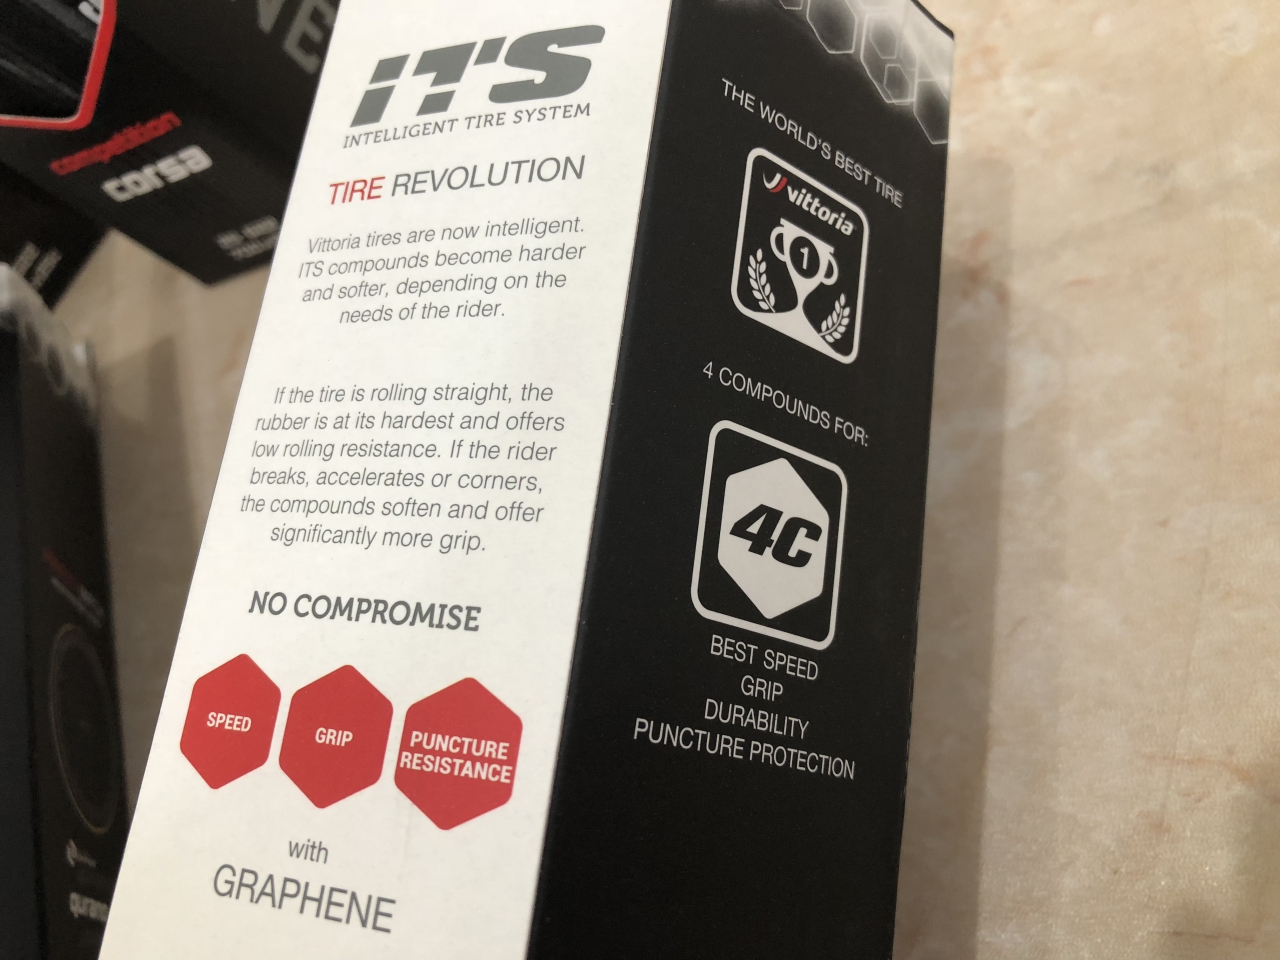 ITS
INTELLIGENT TIRE SYSTEM
TIRE REVOLUTION
Vittoria tires are now intelligent.
ITS compounds become harder
and softer, depending on the
needs of the rider.
If the tire is rolling straight, the
rubber is at its hardest and offers
low rolling resistance. If the rider
breaks, accelerates or corners,
the compounds soften and offer
significantly more grip.
NO COMPROMISE
SPEED
GRIP
PUNCTURE
RESISTANCE
with
GRAPHENE
THE WORLD'S BEST TIRE
vittoria
1
4 COMPOUNDS FOR:
4C
BEST SPEED
GRIP
DURABILITY
PUNCTURE PROTECTION
competition
corsa